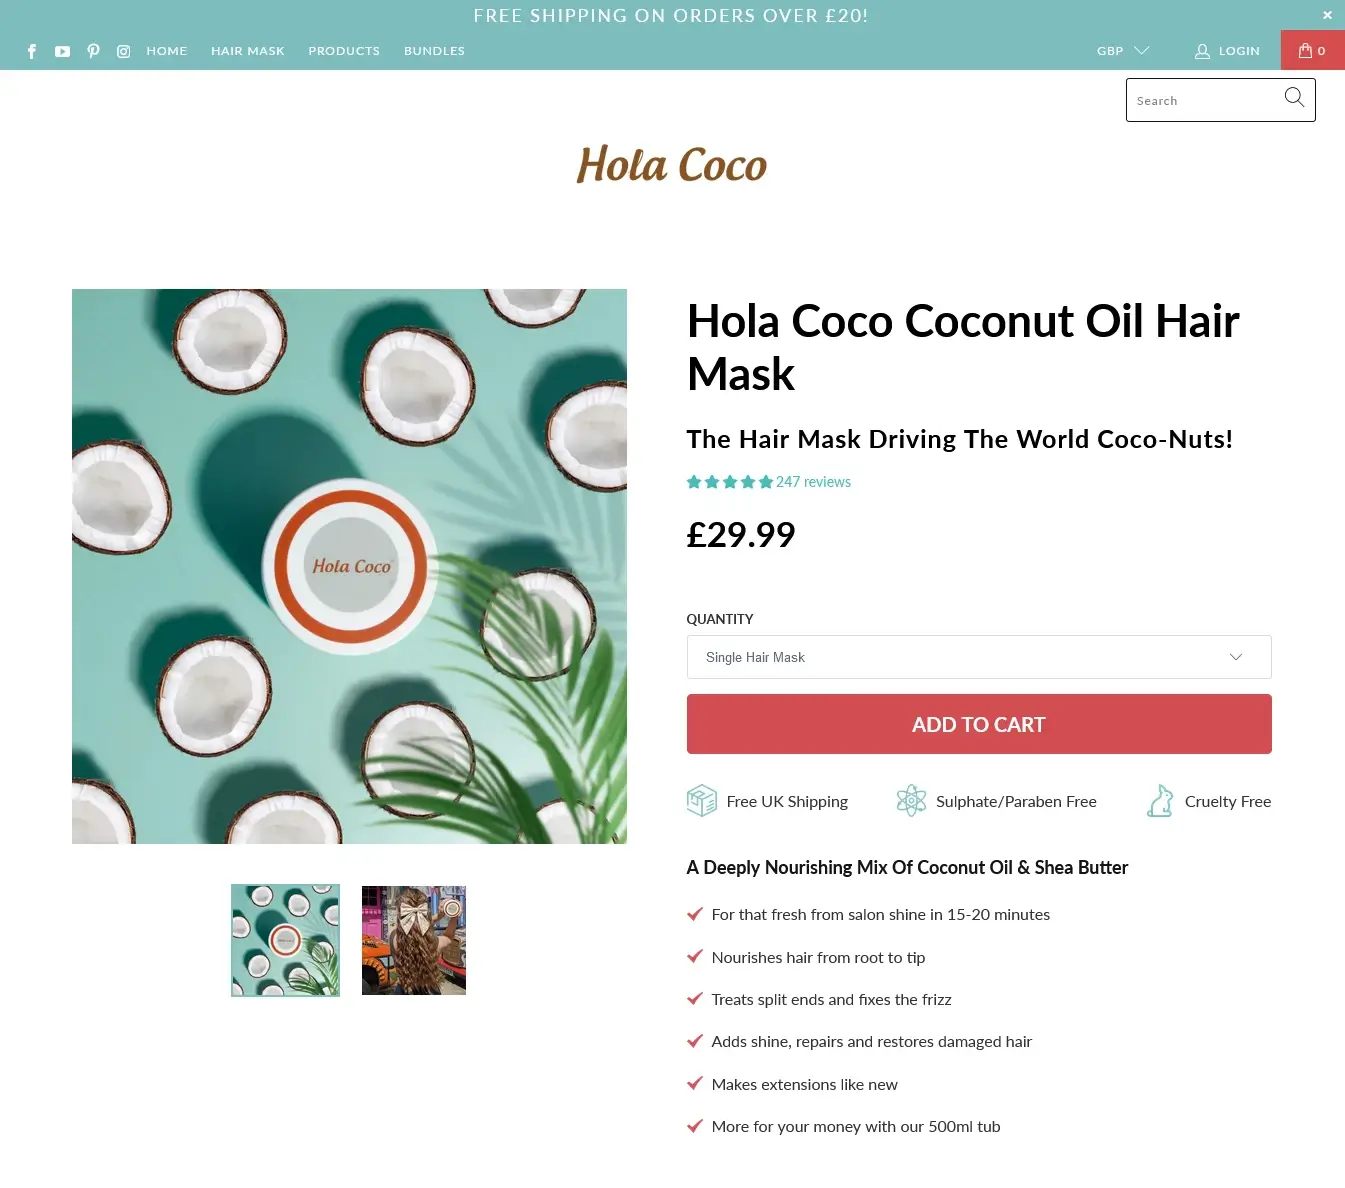 FREE SHIPPING ON ORDERS OVER £20!
HOME HAIR MASK PRODUCTS BUNDLES GBP LOGIN 0
Search
Hola Coco
Hola Coco
Hola Coco Coconut Oil Hair
Mask
The Hair Mask Driving The World Coco-Nuts!
247 reviews
£29.99
QUANTITY
Single Hair Mask
ADD TO CART
Free UK Shipping Sulphate/Paraben Free Cruelty Free
A Deeply Nourishing Mix Of Coconut Oil & Shea Butter
For that fresh from salon shine in 15-20 minutes
Nourishes hair from root to tip
Treats split ends and fixes the frizz
Adds shine, repairs and restores damaged hair
Makes extensions like new
More for your money with our 500ml tub